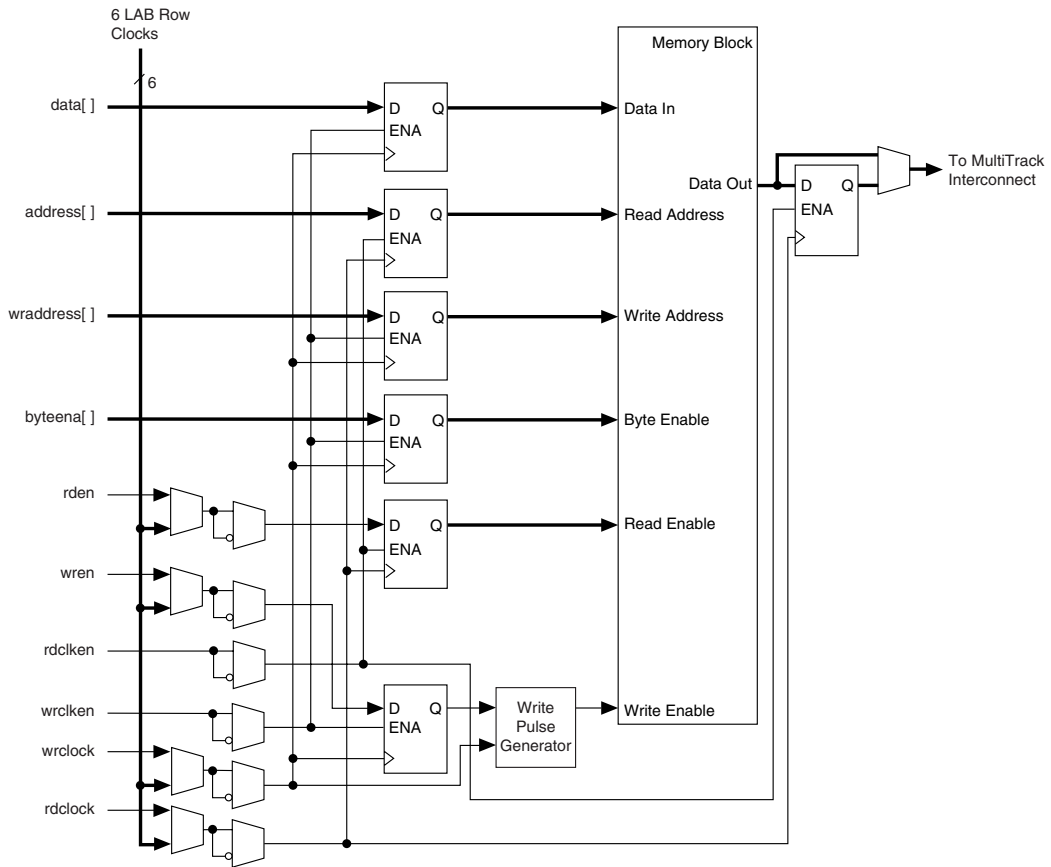 6 LAB Row
Clocks
6
Memory Block
data[ ]
D Q
ENA
Data In
To MultiTrack
Interconnect
Data Out
D Q
ENA
address[ ]
D Q
ENA
Read Address
wraddress[ ]
D Q
ENA
Write Address
byteena[ ]
D Q
ENA
Byte Enable
rden
D Q
ENA
Read Enable
wren
rdclken
wrclken
D Q
ENA
Write
Pulse
Generator
Write Enable
wrclock
rdclock